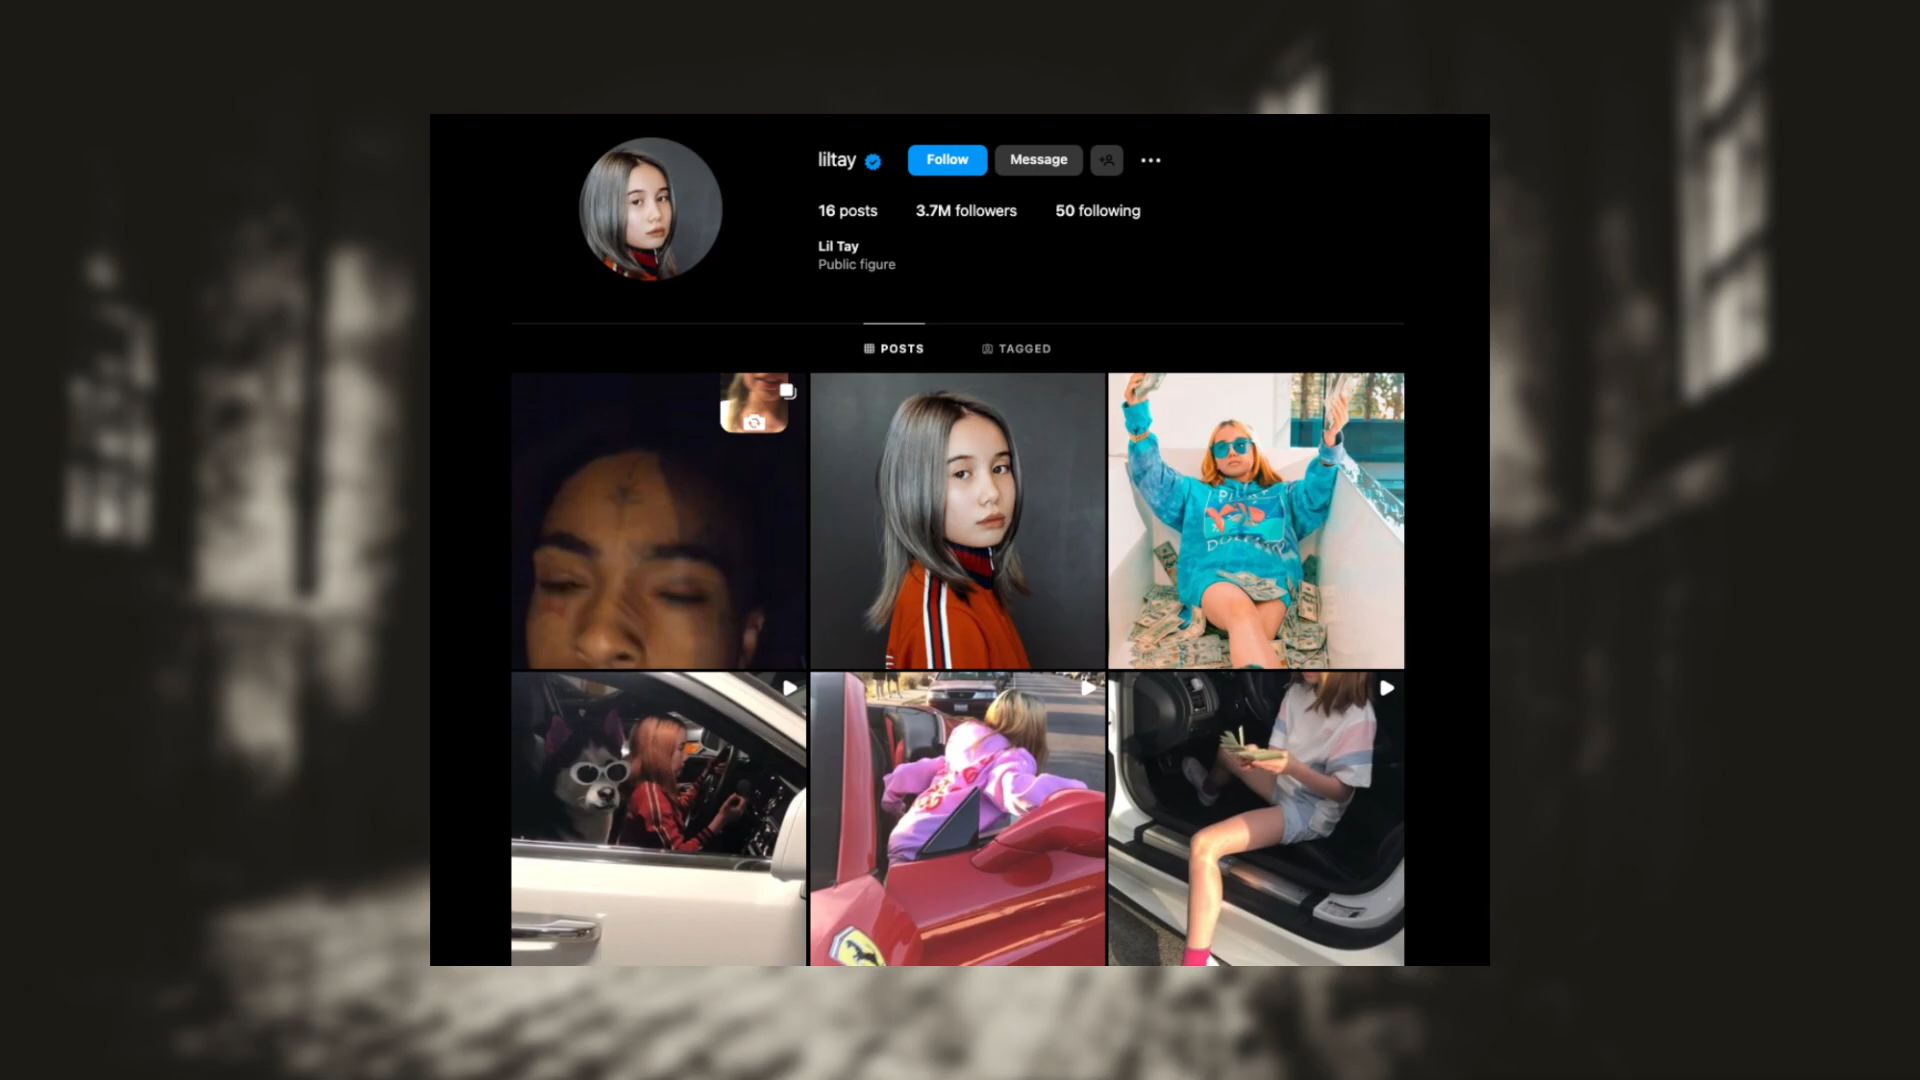 liltay
Follow
Message
16 posts
3.7M followers
50 following
Lil Tay
Public figure
POSTS
TAGGED